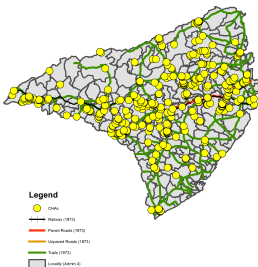 Legend
CHAs
Railway (1973)
Paved Roads (1973)
Unpaved Roads (1973)
Trails (1973)
Locality (Admin 4)